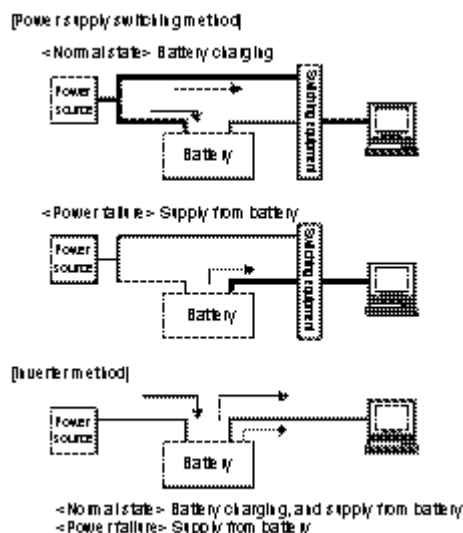 [Power supply switching method]
<Normal state> Battery charging
Power
source
Switching equipment
Battery
<Power failure> Supply from battery
Power
source
Switching equipment
Battery
[Inverter method]
Power
source
Battery
<Normal state> Battery charging, and supply from battery
<Power failure> Supply from battery